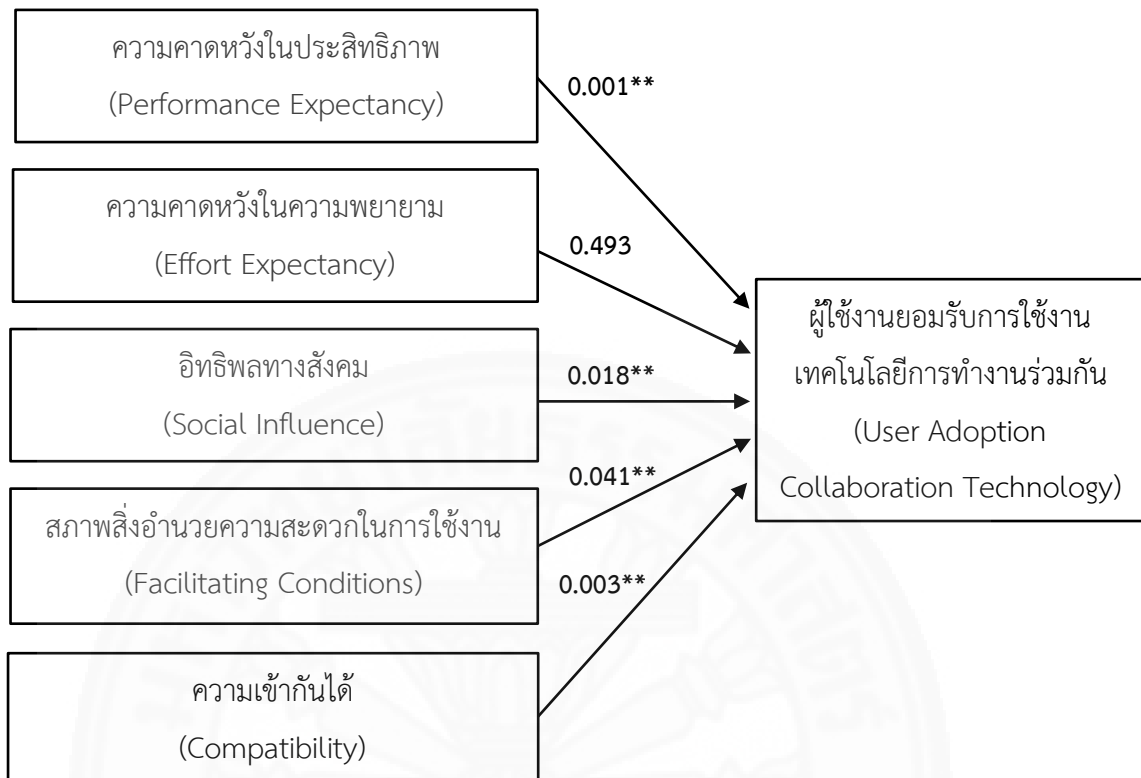 ความคาดหวังในประสิทธิภาพ
(Performance Expectancy)
0.001**
ความคาดหวังในความพยายาม
(Effort Expectancy)
0.493
อิทธิพลทางสังคม
(Social Influence)
0.018**
สภาพสิ่งอำนวยความสะดวกในการใช้งาน
(Facilitating Conditions)
0.041**
ความเข้ากันได้
(Compatibility)
0.003**
ผู้ใช้งานยอมรับการใช้งาน
เทคโนโลยีการทำงานร่วมกัน
(User Adoption
Collaboration Technology)